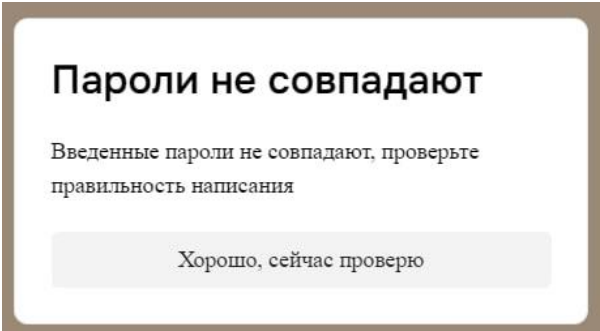 Пароли не совпадают
Введенные пароли не совпадают, проверьте
правильность написания
Хорошо, сейчас проверю